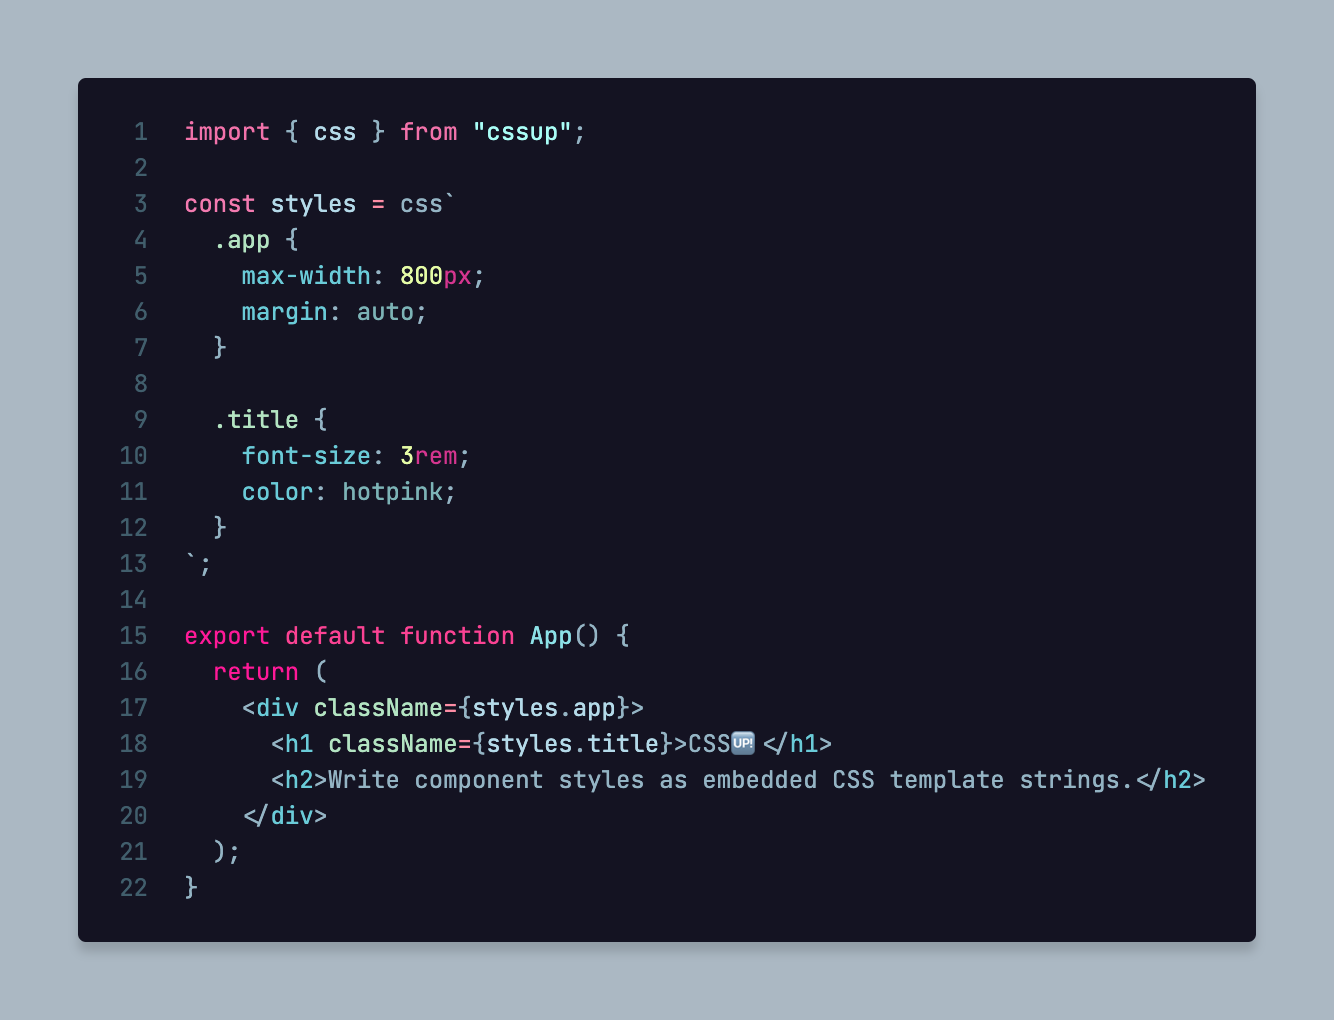 1 import { css } from "cssup";
2
3 const styles = css`
4   .app {
5     max-width: 800px;
6     margin: auto;
7   }
8
9   .title {
10     font-size: 3rem;
11     color: hotpink;
12   }
13 `;
14
15 export default function App() {
16   return (
17     <div className={styles.app}>
18       <h1 className={styles.title}>CSS🆙</h1>
19       <h2>Write component styles as embedded CSS template strings.</h2>
20     </div>
21   );
22 }